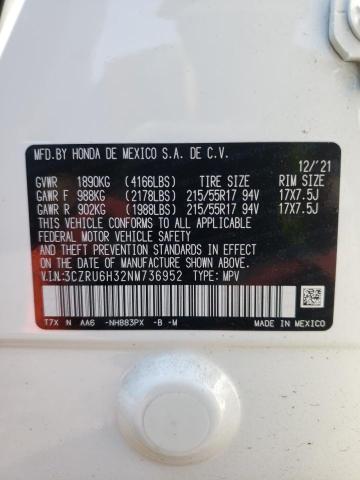 MFD.BY HONDA DE MEXICO S.A. DE C.V.
12/'21
GVWR 1890KG (4166LBS) TIRE SIZE RIM SIZE
GAWR F 988KG (2178LBS) 215/55R17 94V 17X7.5J
GAWR R 902KG (1988LBS) 215/55R17 94V 17X7.5J
THIS VEHICLE CONFORMS TO ALL APPLICABLE
FEDERAL MOTOR VEHICLE SAFETY, BUMPER,
AND THEFT PREVENTION STANDARDS IN EFFECT
ON THE DATE OF MANUFACTURE SHOWN ABOVE.
V.I.N:3CZRU6H32NM736952 TYPE: MPV
T7X N AA6 -NH883PX -B -M
MADE IN MEXICO